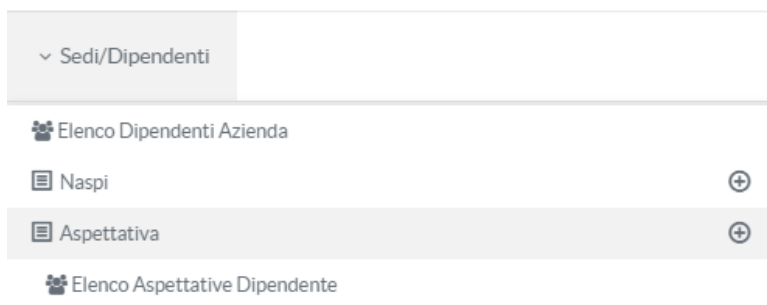 Sedi/Dipendenti
Elenco Dipendenti Azienda
Naspi
Aspettativa
Elenco Aspettative Dipendente